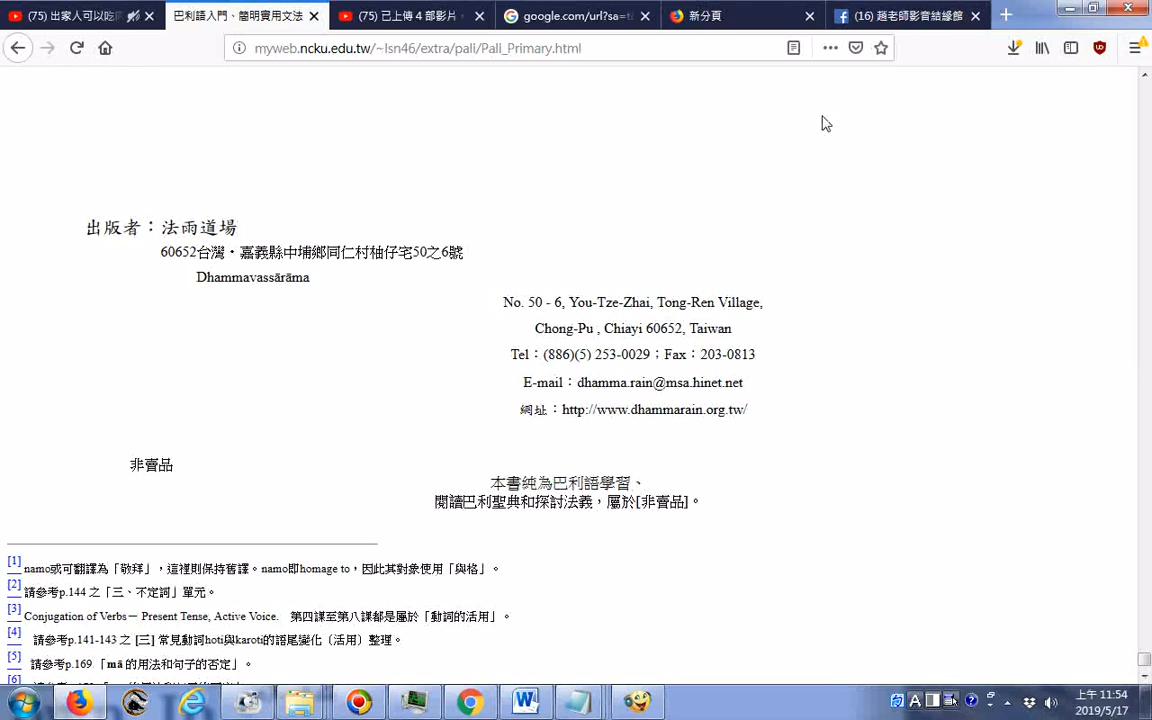 (75) 出家人可以吃肉
巴利語入門、簡明實用文法
(75) 已上傳 4 部影片 -
google.com/url?sa=t
新分頁
(16) 趙老師影音結緣館
myweb.ncku.edu.tw/~lsn46/extra/pali/Pali_Primary.html
出版者：法雨道場
60652台灣‧嘉義縣中埔鄉同仁村柚仔宅50之6號
Dhammavassārāma
No. 50 - 6, You-Tze-Zhai, Tong-Ren Village,
Chong-Pu , Chiayi 60652, Taiwan
Tel：(886)(5) 253-0029；Fax：203-0813
E-mail：dhamma.rain@msa.hinet.net
網址：http://www.dhammarain.org.tw/
非賣品
本書純為巴利語學習、
閱讀巴利聖典和探討法義，屬於[非賣品]。
[1] namo或可翻譯為「敬拜」，這裡則保持舊譯。namo即homage to，因此其對象使用「與格」。
[2] 請參考p.144 之「三、不定詞」單元。
[3] Conjugation of Verbs－ Present Tense, Active Voice. 第四課至第八課都是屬於「動詞的活用」。
[4] 請參考p.141-143 之 [三] 常見動詞hoti與karoti的語尾變化（活用）整理。
[5] 請參考p.169.「mā 的用法和句子的否定」。
[6]
上午 11:54
2019/5/17